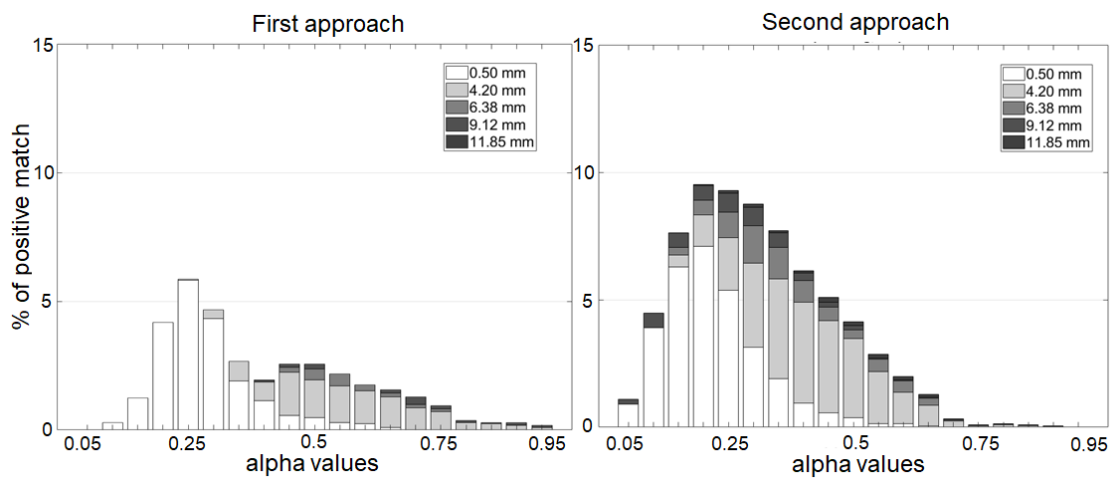 First approach
15
10
5
0
% of positive match
0.50 mm
4.20 mm
6.38 mm
9.12 mm
11.85 mm
0.05 0.25 0.5 0.75 0.95
alpha values
Second approach
15
10
5
0
0.50 mm
4.20 mm
6.38 mm
9.12 mm
11.85 mm
0.05 0.25 0.5 0.75 0.95
alpha values